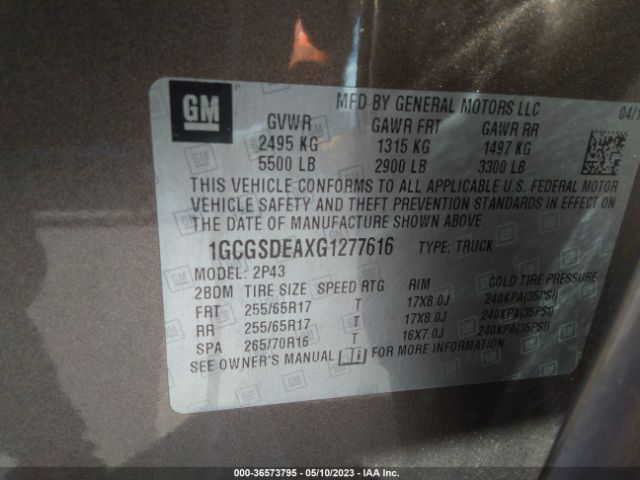 GM
MFD BY GENERAL MOTORS LLC
04/1
GVWR GAWR FRT GAWR RR
2495 KG 1315 KG 1497 KG
5500 LB 2900 LB 3300 LB
THIS VEHICLE CONFORMS TO ALL APPLICABLE U.S. FEDERAL MOTOR
VEHICLE SAFETY AND THEFT PREVENTION STANDARDS IN EFFECT ON
THE DATE OF MANUFACTURE SHOWN ABOVE.
1GCGSDEAXG1277616 TYPE: TRUCK
MODEL: 2P43
2BDM TIRE SIZE SPEED RTG RIM COLD TIRE PRESSURE
FRT 255/65R17 T 17X8.0J 240KPA(35PSI)
RR 255/65R17 T 17X8.0J 240KPA(35PSI)
SPA 265/70R16 T 16X7.0J 240KPA(35PSI)
SEE OWNER'S MANUAL FOR MORE INFORMATION
000-36573795 — 05/10/2023 — IAA Inc.